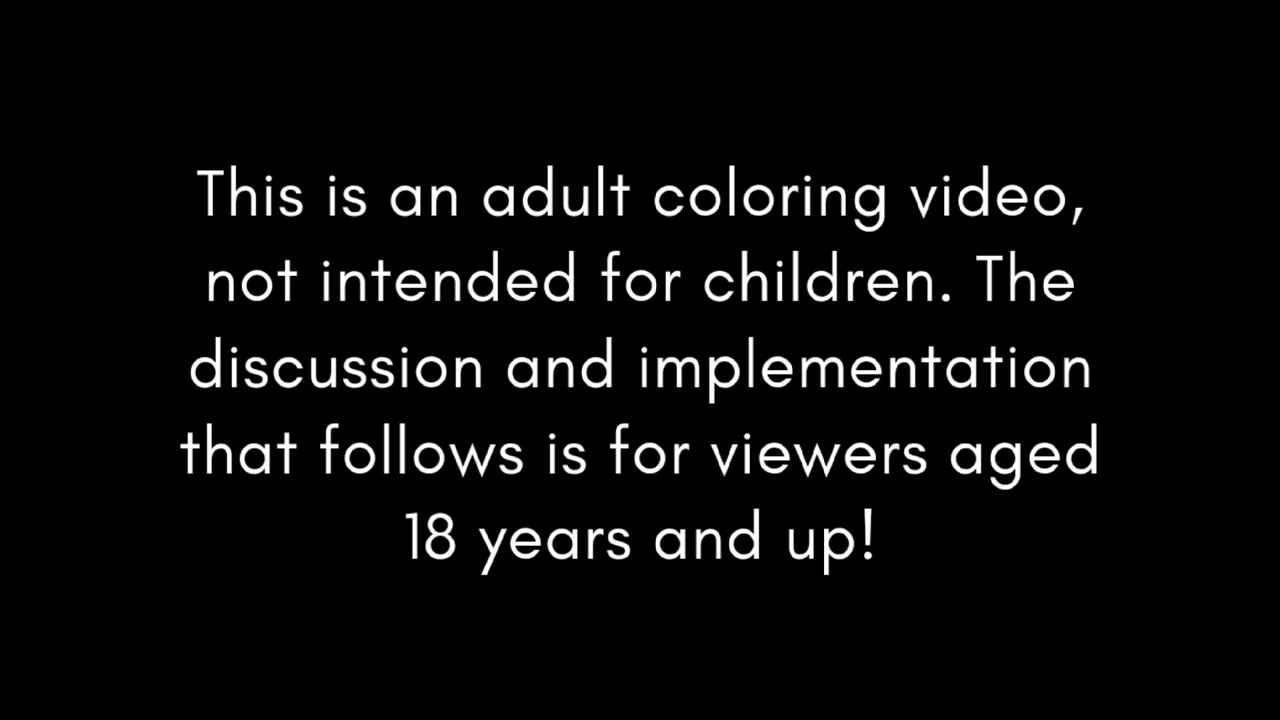 This is an adult coloring video,
not intended for children. The
discussion and implementation
that follows is for viewers aged
18 years and up!